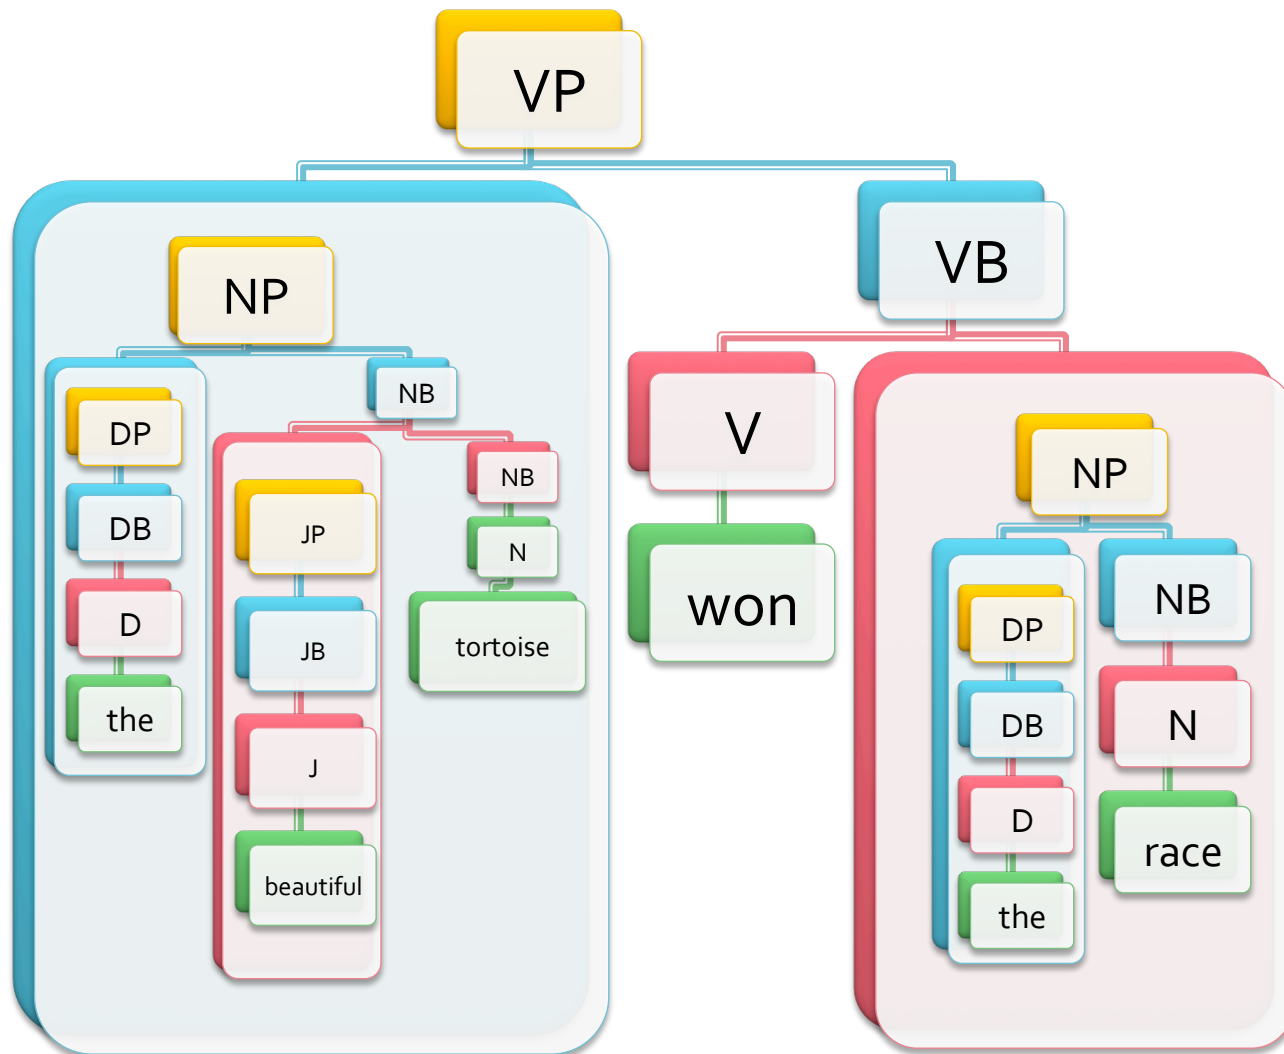 VP
NP
VB
DP
NB
V
NP
DB
JP
NB
D
JB
N
the
J
tortoise
beautiful
won
DP
NB
DB
N
D
race
the